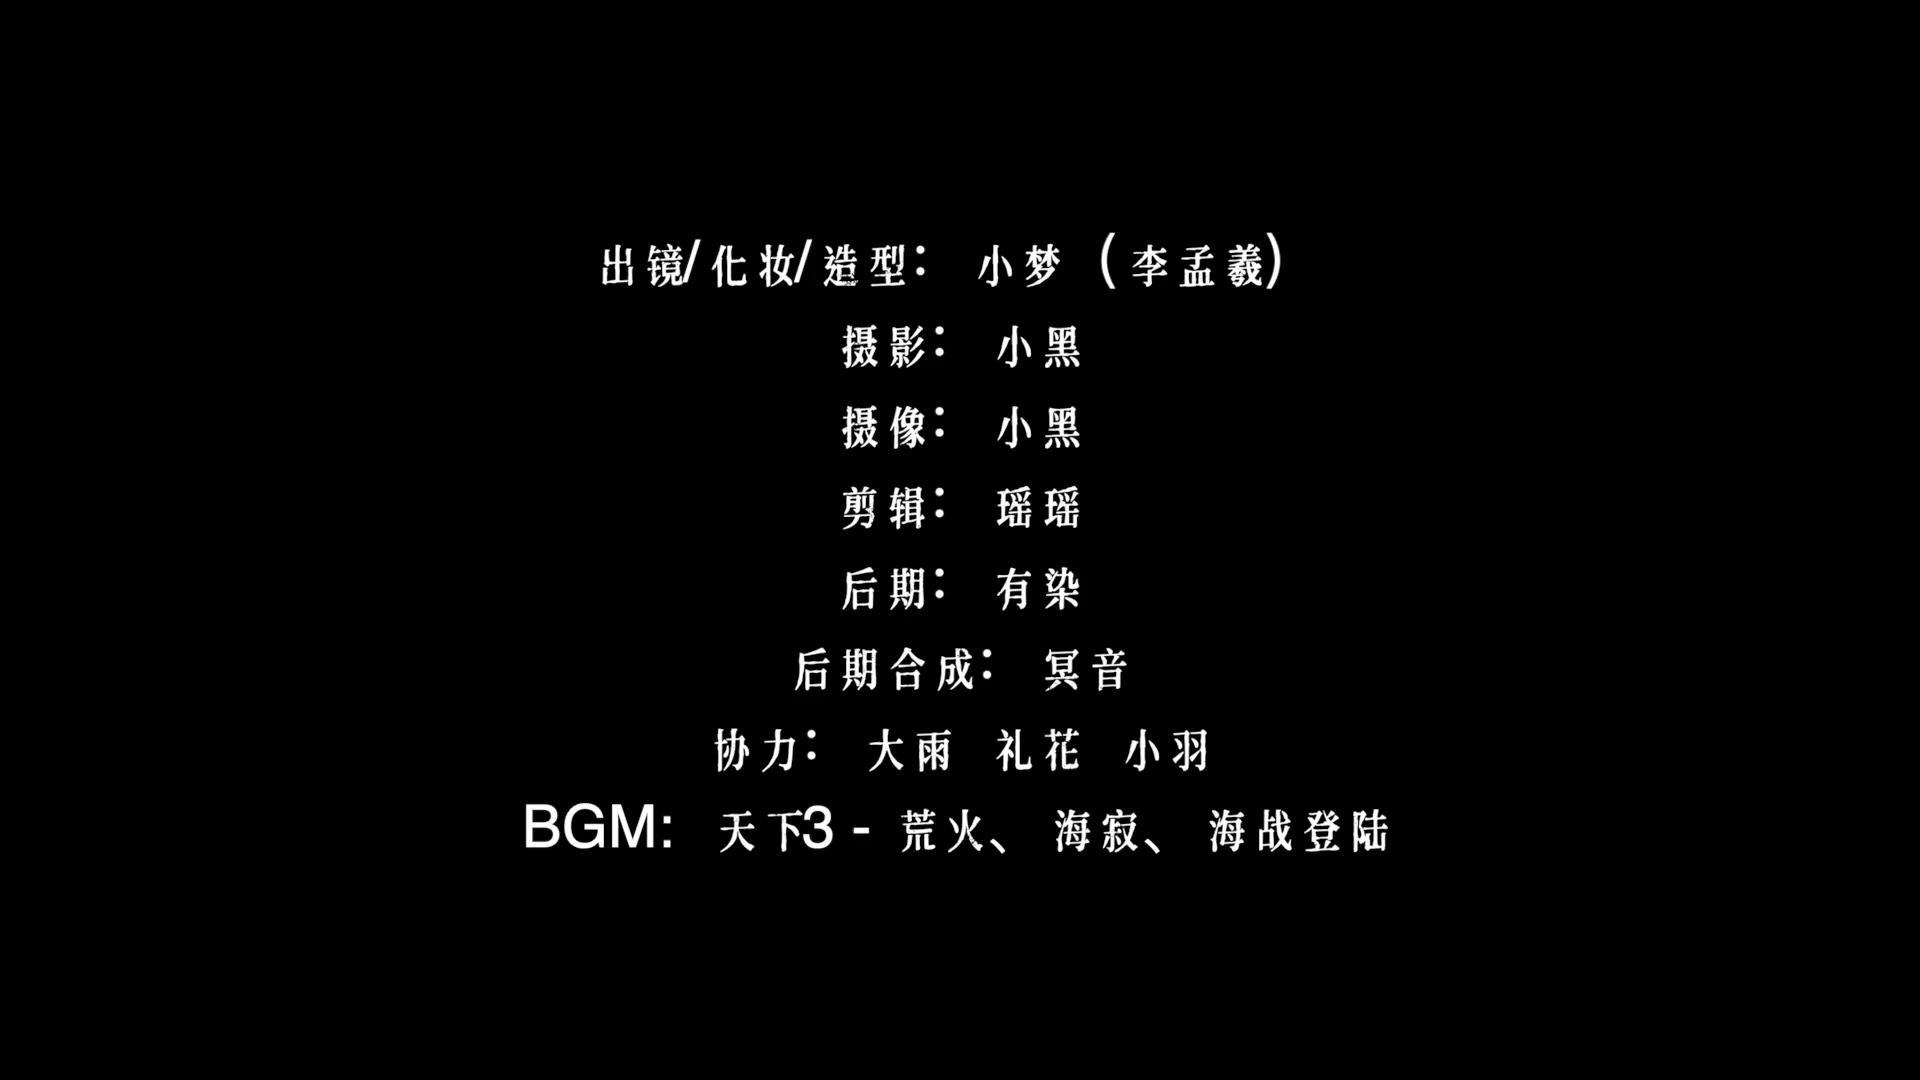 出镜/化妆/造型： 小梦 （李孟羲）
摄影： 小黑
摄像： 小黑
剪辑： 瑶瑶
后期： 有染
后期合成： 冥音
协力： 大雨 礼花 小羽
BGM： 天下3 - 荒火、 海寂、 海战登陆